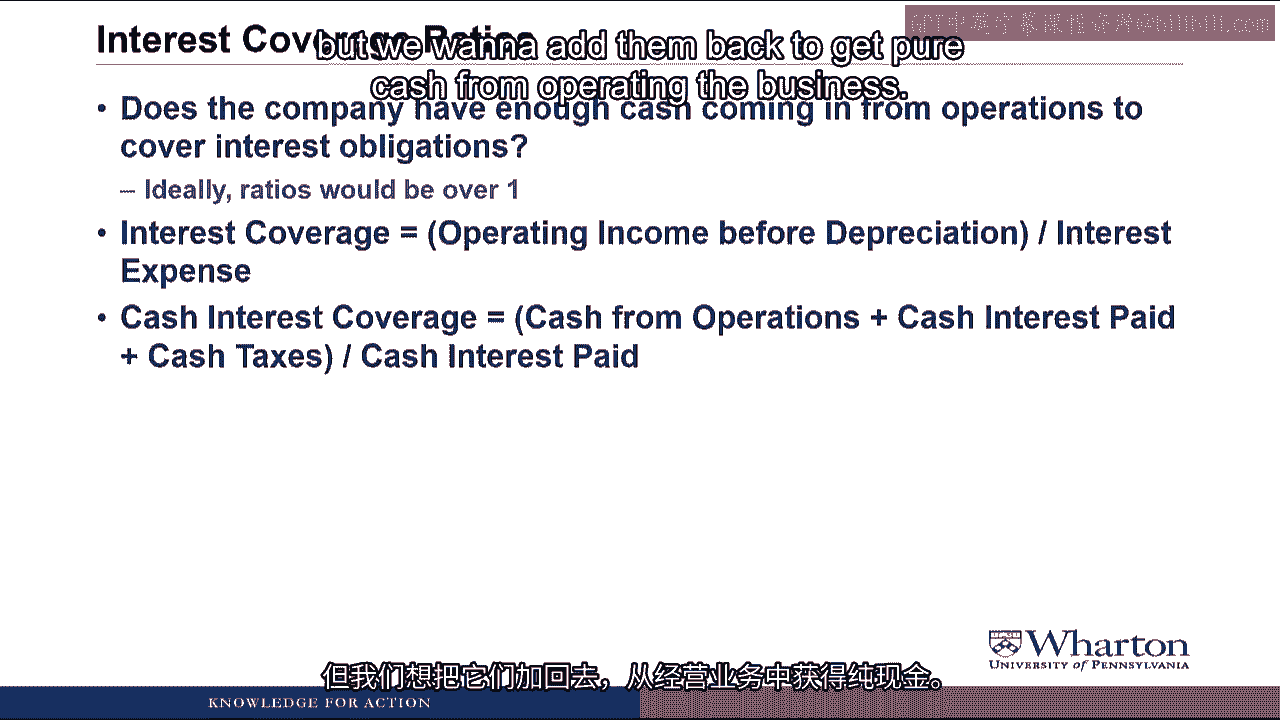 Interest Coverage Ratios
but we wanna add them back to get pure
cash from operating the business.
• Does the company have enough cash coming in from operations to
cover interest obligations?
– Ideally, ratios would be over 1
• Interest Coverage = (Operating Income before Depreciation) / Interest
Expense
• Cash Interest Coverage = (Cash from Operations + Cash Interest Paid
+ Cash Taxes) / Cash Interest Paid
Wharton
UNIVERSITY of PENNSYLVANIA
但我们想把它们加回去，从经营业务中获得纯现金。
KNOWLEDGE FOR ACTION